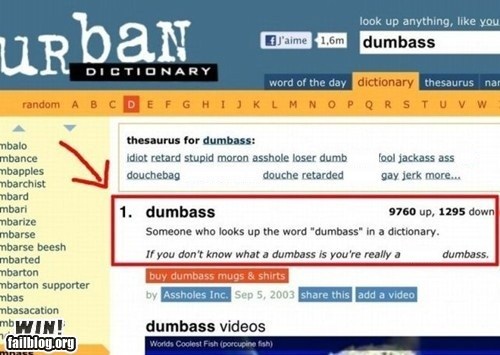 look up anything, like you
urban
DICTIONARY
J'aime 1,6m
dumbass
word of the day dictionary thesaurus nam
random A B C D E F G H I J K L M N O P Q R S T U V W
thesaurus for dumbass:
idiot retard stupid moron asshole loser dumb fool jackass ass
douchebag douche retarded gay jerk more...
mbalo
mbance
mbapples
mbarchist
mbard
mbari
mbarize
mbarse
mbarse beesh
mbarted
mbarton
mbarton supporter
mbas
mbasacation
1. dumbass 9760 up, 1295 down
Someone who looks up the word "dumbass" in a dictionary.
If you don't know what a dumbass is you're really a dumbass.
buy dumbass mugs & shirts
by Assholes Inc. Sep 5, 2003 share this add a video
dumbass videos
Worlds Coolest Fish (porcupine fish)
WIN!
failblog.org